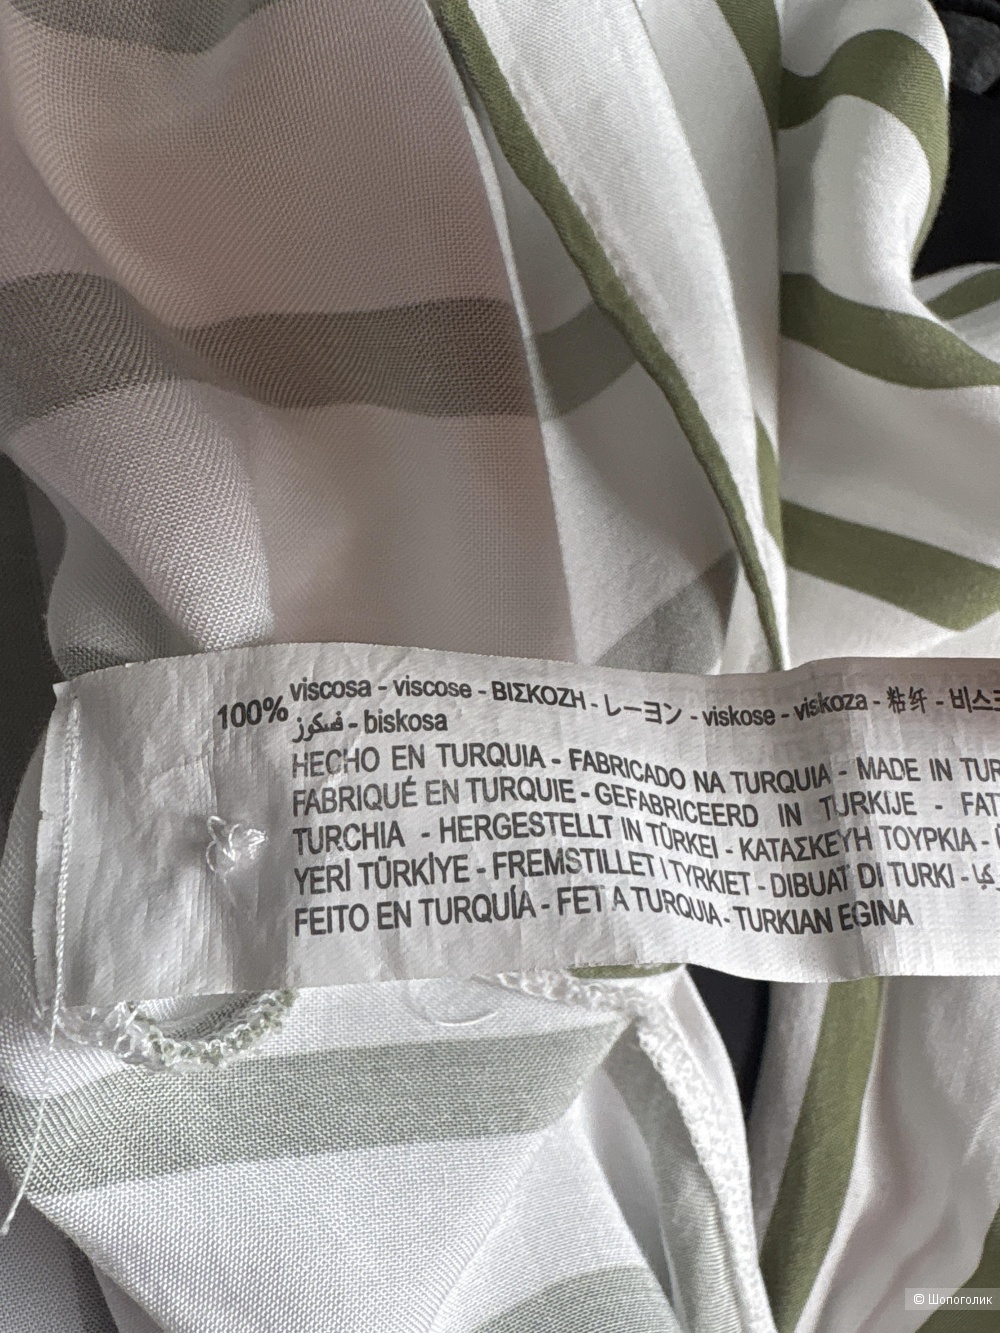 100% viscosa - viscose - ΒΙΣΚΟΖΗ - レーヨン - viskose - viskoza - 粘纤 -
فسكوز - biskosa
HECHO EN TURQUIA - FABRICADO NA TURQUIA - MADE IN TUR
FABRIQUÉ EN TURQUIE - GEFABRICEERD IN TURKIJE - FAT
TURCHIA - HERGESTELLT IN TÜRKEI - ΚΑΤΑΣΚΕΥΗ ΤΟΥΡΚΙΑ -
YERİ TÜRKİYE - FREMSTILLET I TYRKIET - DIBUAT DI TURKI -
FEITO EN TURQUÍA - FET A TURQUIA - TURKIAN EGINA
© Шопоголик